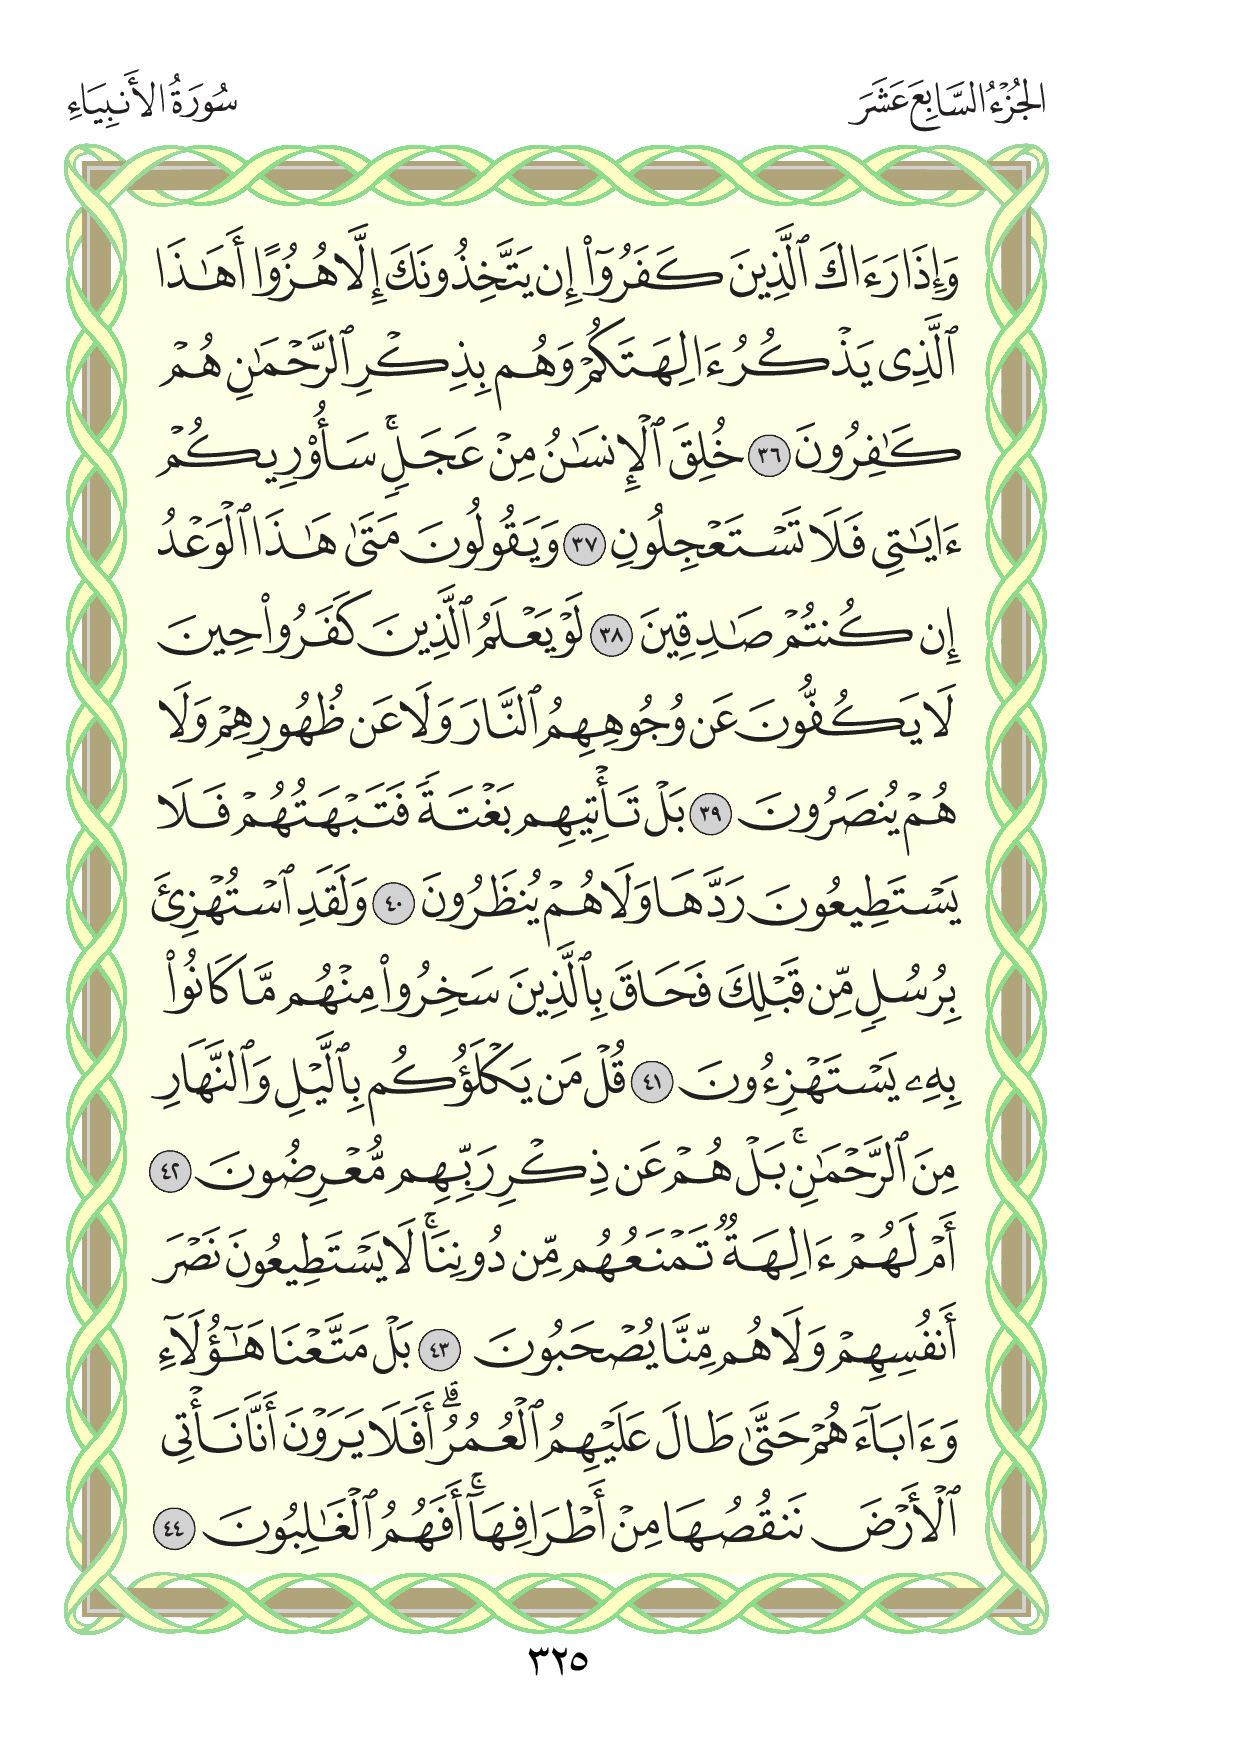 الجُزْءُ السَّابِعَ عَشَرَ
سُورَةُ الأَنبِيَاءِ
وَإِذَا رَءَاكَ ٱلَّذِينَ كَفَرُوٓا۟ إِن يَتَّخِذُونَكَ إِلَّا هُزُوًا أَهَـٰذَا
ٱلَّذِى يَذْكُرُ ءَالِهَتَكُمْ وَهُم بِذِكْرِ ٱلرَّحْمَـٰنِ هُمْ
كَـٰفِرُونَ ٣٦ خُلِقَ ٱلْإِنسَـٰنُ مِنْ عَجَلٍۚ سَأُو۟رِيكُمْ
ءَايَـٰتِى فَلَا تَسْتَعْجِلُونِ ٣٧ وَيَقُولُونَ مَتَىٰ هَـٰذَا ٱلْوَعْدُ
إِن كُنتُمْ صَـٰدِقِينَ ٣٨ لَوْ يَعْلَمُ ٱلَّذِينَ كَفَرُوا۟ حِينَ
لَا يَكُفُّونَ عَن وُجُوهِهِمُ ٱلنَّارَ وَلَا عَن ظُهُورِهِمْ وَلَا
هُمْ يُنصَرُونَ ٣٩ بَلْ تَأْتِيهِم بَغْتَةً فَتَبْهَتُهُمْ فَلَا
يَسْتَطِيعُونَ رَدَّهَا وَلَا هُمْ يُنظَرُونَ ٤٠ وَلَقَدِ ٱسْتُهْزِئَ
بِرُسُلٍ مِّن قَبْلِكَ فَحَاقَ بِٱلَّذِينَ سَخِرُوا۟ مِنْهُم مَّا كَانُوا۟
بِهِۦ يَسْتَهْزِءُونَ ٤١ قُلْ مَن يَكْلَؤُكُم بِٱلَّيْلِ وَٱلنَّهَارِ
مِنَ ٱلرَّحْمَـٰنِۚ بَلْ هُمْ عَن ذِكْرِ رَبِّهِم مُّعْرِضُونَ ٤٢
أَمْ لَهُمْ ءَالِهَةٌ تَمْنَعُهُم مِّن دُونِنَاۚ لَا يَسْتَطِيعُونَ نَصْرَ
أَنفُسِهِمْ وَلَا هُم مِّنَّا يُصْحَبُونَ ٤٣ بَلْ مَتَّعْنَا هَـٰٓؤُلَآءِ
وَءَابَآءَهُمْ حَتَّىٰ طَالَ عَلَيْهِمُ ٱلْعُمُرُۗ أَفَلَا يَرَوْنَ أَنَّا نَأْتِى
ٱلْأَرْضَ نَنقُصُهَا مِنْ أَطْرَافِهَآۚ أَفَهُمُ ٱلْغَـٰلِبُونَ ٤٤
٣٢٥